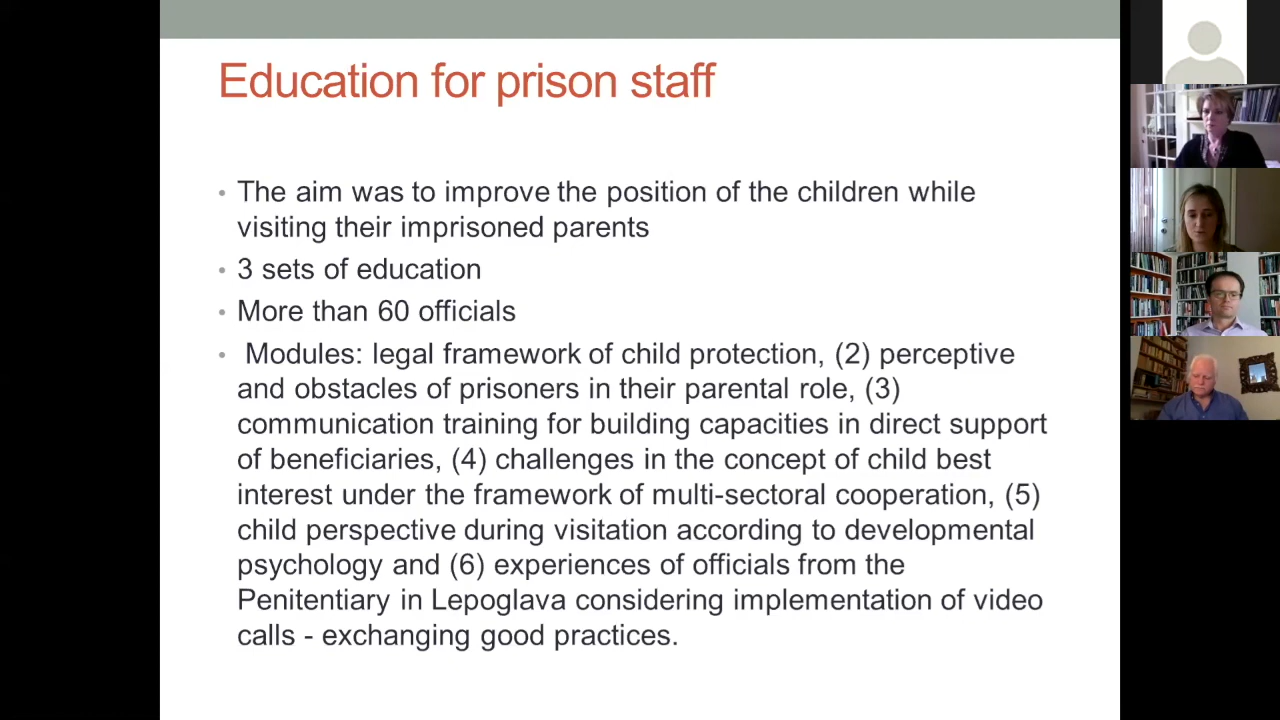 Education for prison staff
• The aim was to improve the position of the children while
visiting their imprisoned parents
• 3 sets of education
• More than 60 officials
• Modules: legal framework of child protection, (2) perceptive
and obstacles of prisoners in their parental role, (3)
communication training for building capacities in direct support
of beneficiaries, (4) challenges in the concept of child best
interest under the framework of multi-sectoral cooperation, (5)
child perspective during visitation according to developmental
psychology and (6) experiences of officials from the
Penitentiary in Lepoglava considering implementation of video
calls - exchanging good practices.